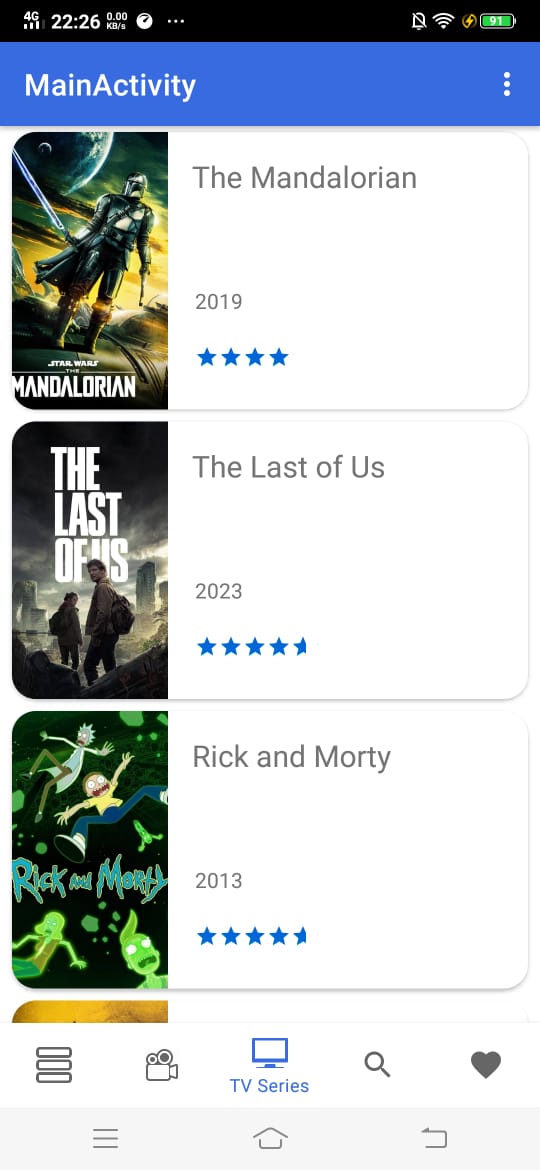 4G 22:26 0.00 KB/s ... 91
MainActivity
The Mandalorian
2019
STAR WARS
THE
MANDALORIAN
The Last of Us
THE
LAST
OF US
2023
Rick and Morty
RICK AND MORTY
2013
TV Series